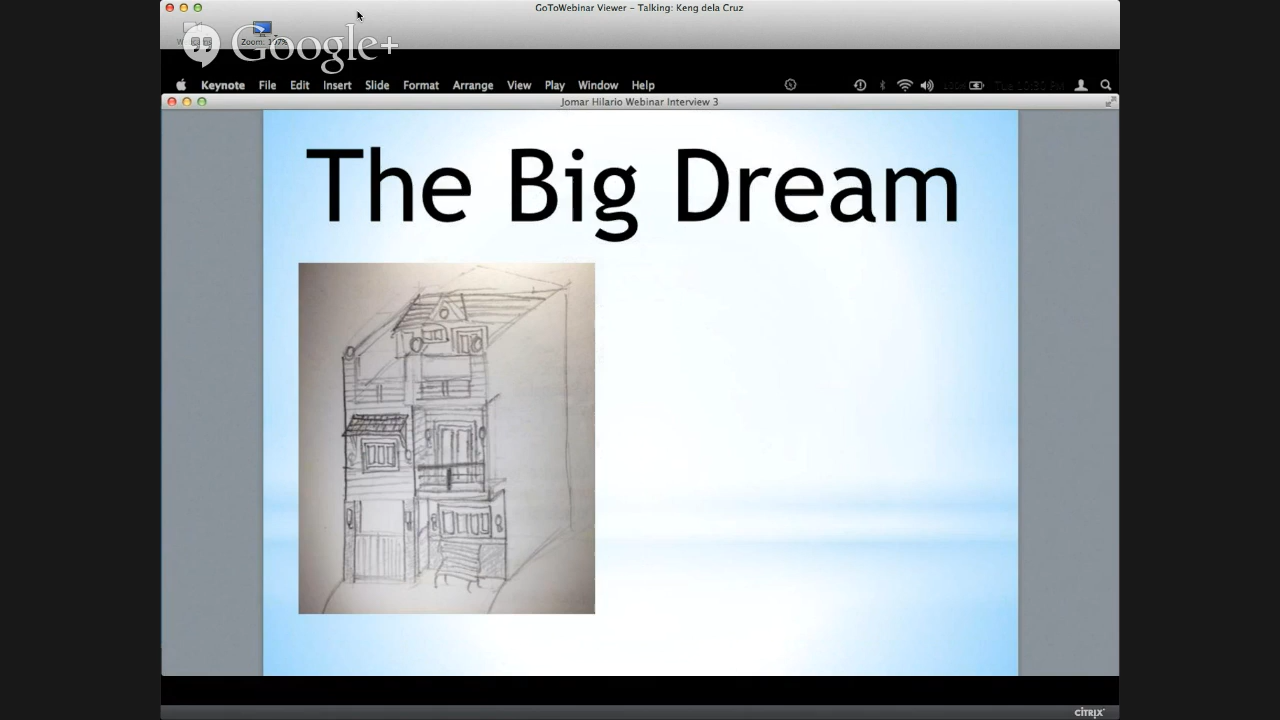 GoToWebinar Viewer – Talking: Keng dela Cruz
Google+
Keynote File Edit Insert Slide Format Arrange View Play Window Help
Jomar Hilario Webinar Interview 3
The Big Dream
CITRIX